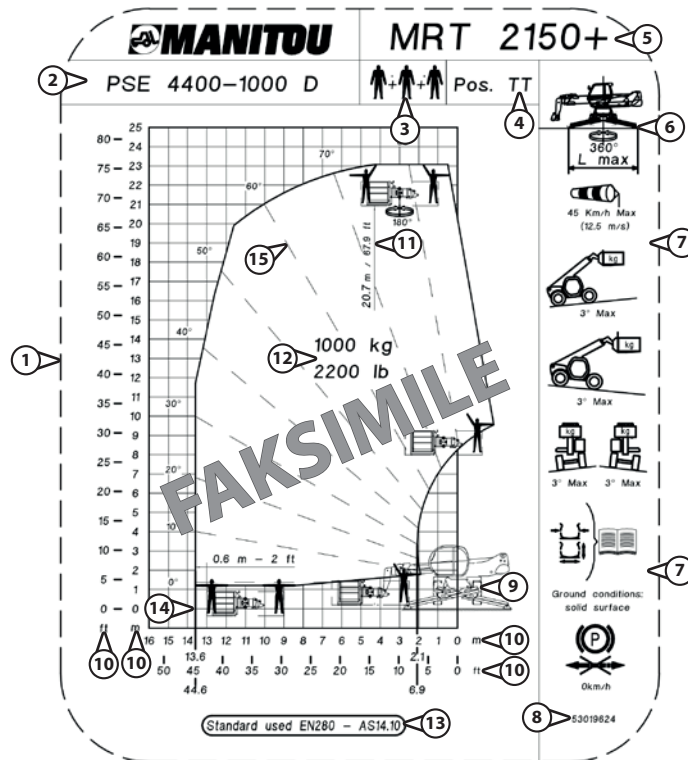 MANITOU
MRT 2150+
5
2
PSE 4400-1000 D
Pos. TT
3
4
6
360°
L max
45 Km/h Max
(12.5 m/s)
7
kg
3° Max
kg
3° Max
kg
kg
3° Max
3° Max
7
Ground conditions:
solid surface
P
0km/h
8
53019624
1
80
75
70
65
60
55
50
45
40
35
30
25
20
15
10
5
0
ft
10
25
24
23
22
21
20
19
18
17
16
15
14
13
12
11
10
9
8
7
6
5
4
3
2
1
0
m
10
70°
60°
50°
40°
30°
20°
10°
0°
180°
11
15
20.7 m / 67.9 ft
12
1000 kg
2200 lb
FAKSIMILE
0.6 m - 2 ft
9
14
16 15 14 13 12 11 10 9 8 7 6 5 4 3 2 1 0 m
10
13.6
2.1
50 45 40 35 30 25 20 15 10 5 0 ft
10
44.6
6.9
Standard used EN280 - AS14.10
13